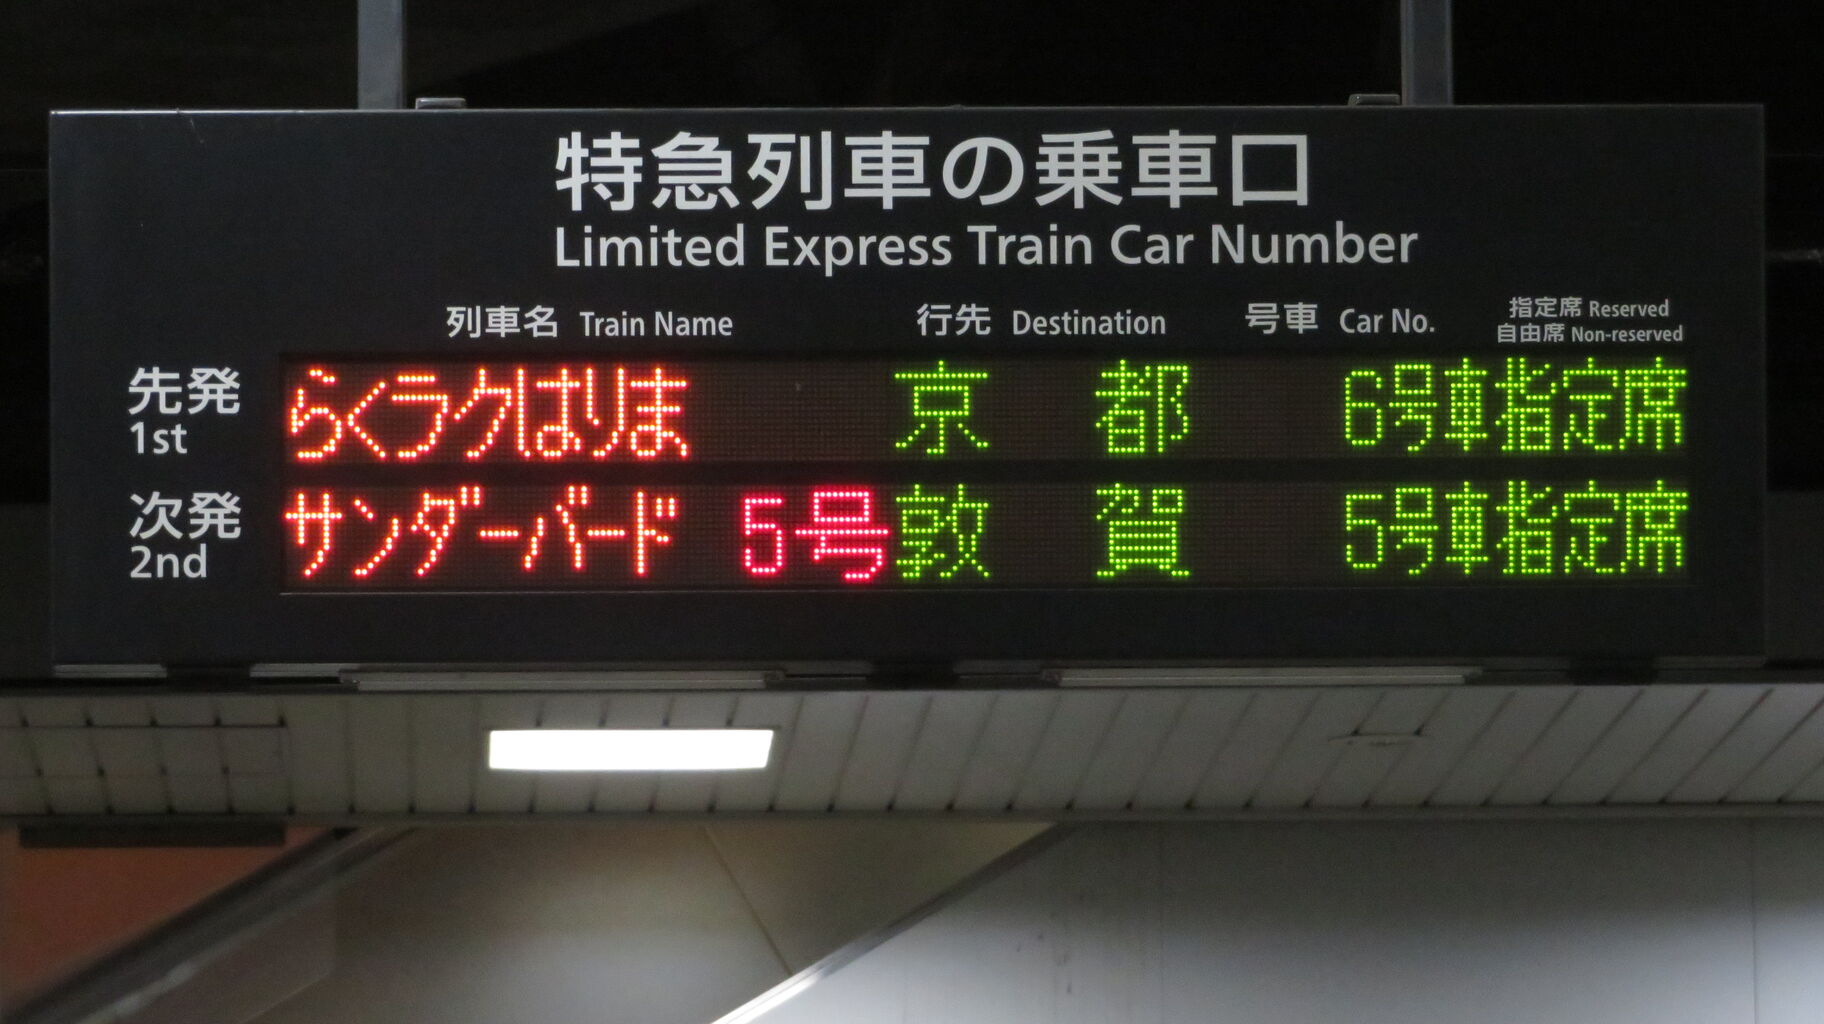 特急列車の乗車口
Limited Express Train Car Number
列車名 Train Name 行先 Destination 号車 Car No. 指定席 Reserved
自由席 Non-reserved
先発 らくラクはりま 京都 6号車指定席
1st
次発 サンダーバード 5号 敦賀 5号車指定席
2nd